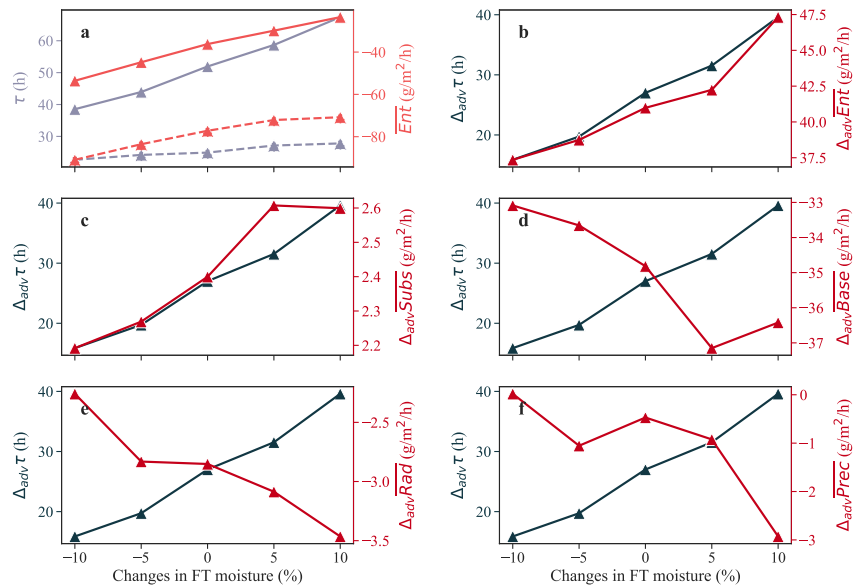 a
60
50
40
30
τ (h)
−40
−60
−80
Ent (g/m²/h)
b
40
30
20
Δadv τ (h)
47.5
45.0
42.5
40.0
37.5
Δadv Ent (g/m²/h)
c
40
30
20
Δadv τ (h)
2.6
2.5
2.4
2.3
2.2
Δadv Subs (g/m²/h)
d
40
30
20
Δadv τ (h)
−33
−34
−35
−36
−37
Δadv Base (g/m²/h)
e
40
30
20
Δadv τ (h)
−2.5
−3.0
−3.5
Δadv Rad (g/m²/h)
−10 −5 0 5 10
Changes in FT moisture (%)
f
40
30
20
Δadv τ (h)
0
−1
−2
−3
Δadv Prec (g/m²/h)
−10 −5 0 5 10
Changes in FT moisture (%)